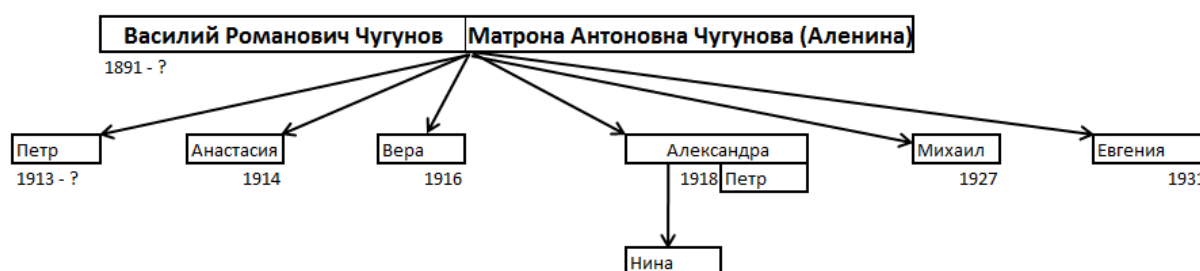 Василий Романович Чугунов Матрона Антоновна Чугунова (Аленина)
1891 - ?
Петр Анастасия Вера Александра Михаил Евгения
1913 - ? 1914 1916 1918 Петр 1927 1931
Нина